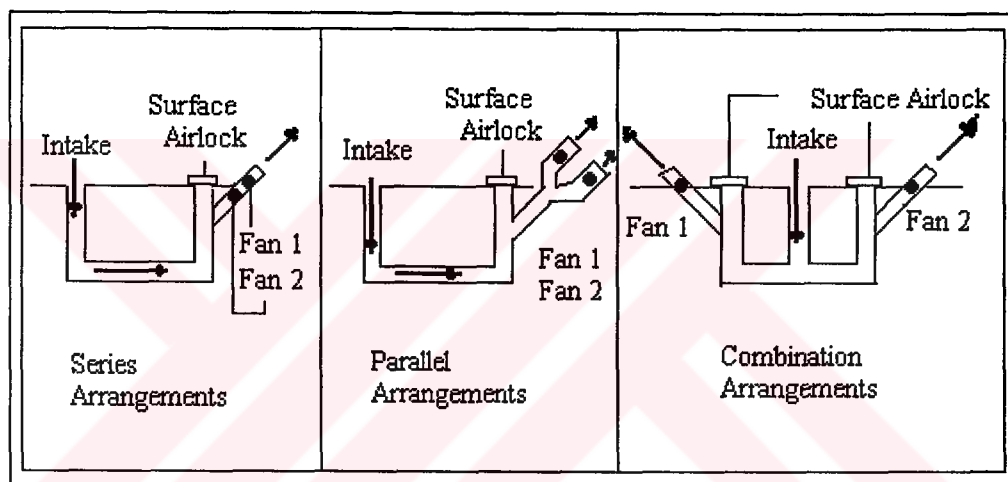 Surface
Airlock
Intake
Fan 1
Fan 2
Series
Arrangements
Surface
Airlock
Intake
Fan 1
Fan 2
Parallel
Arrangements
Surface Airlock
Intake
Fan 1
Fan 2
Combination
Arrangements